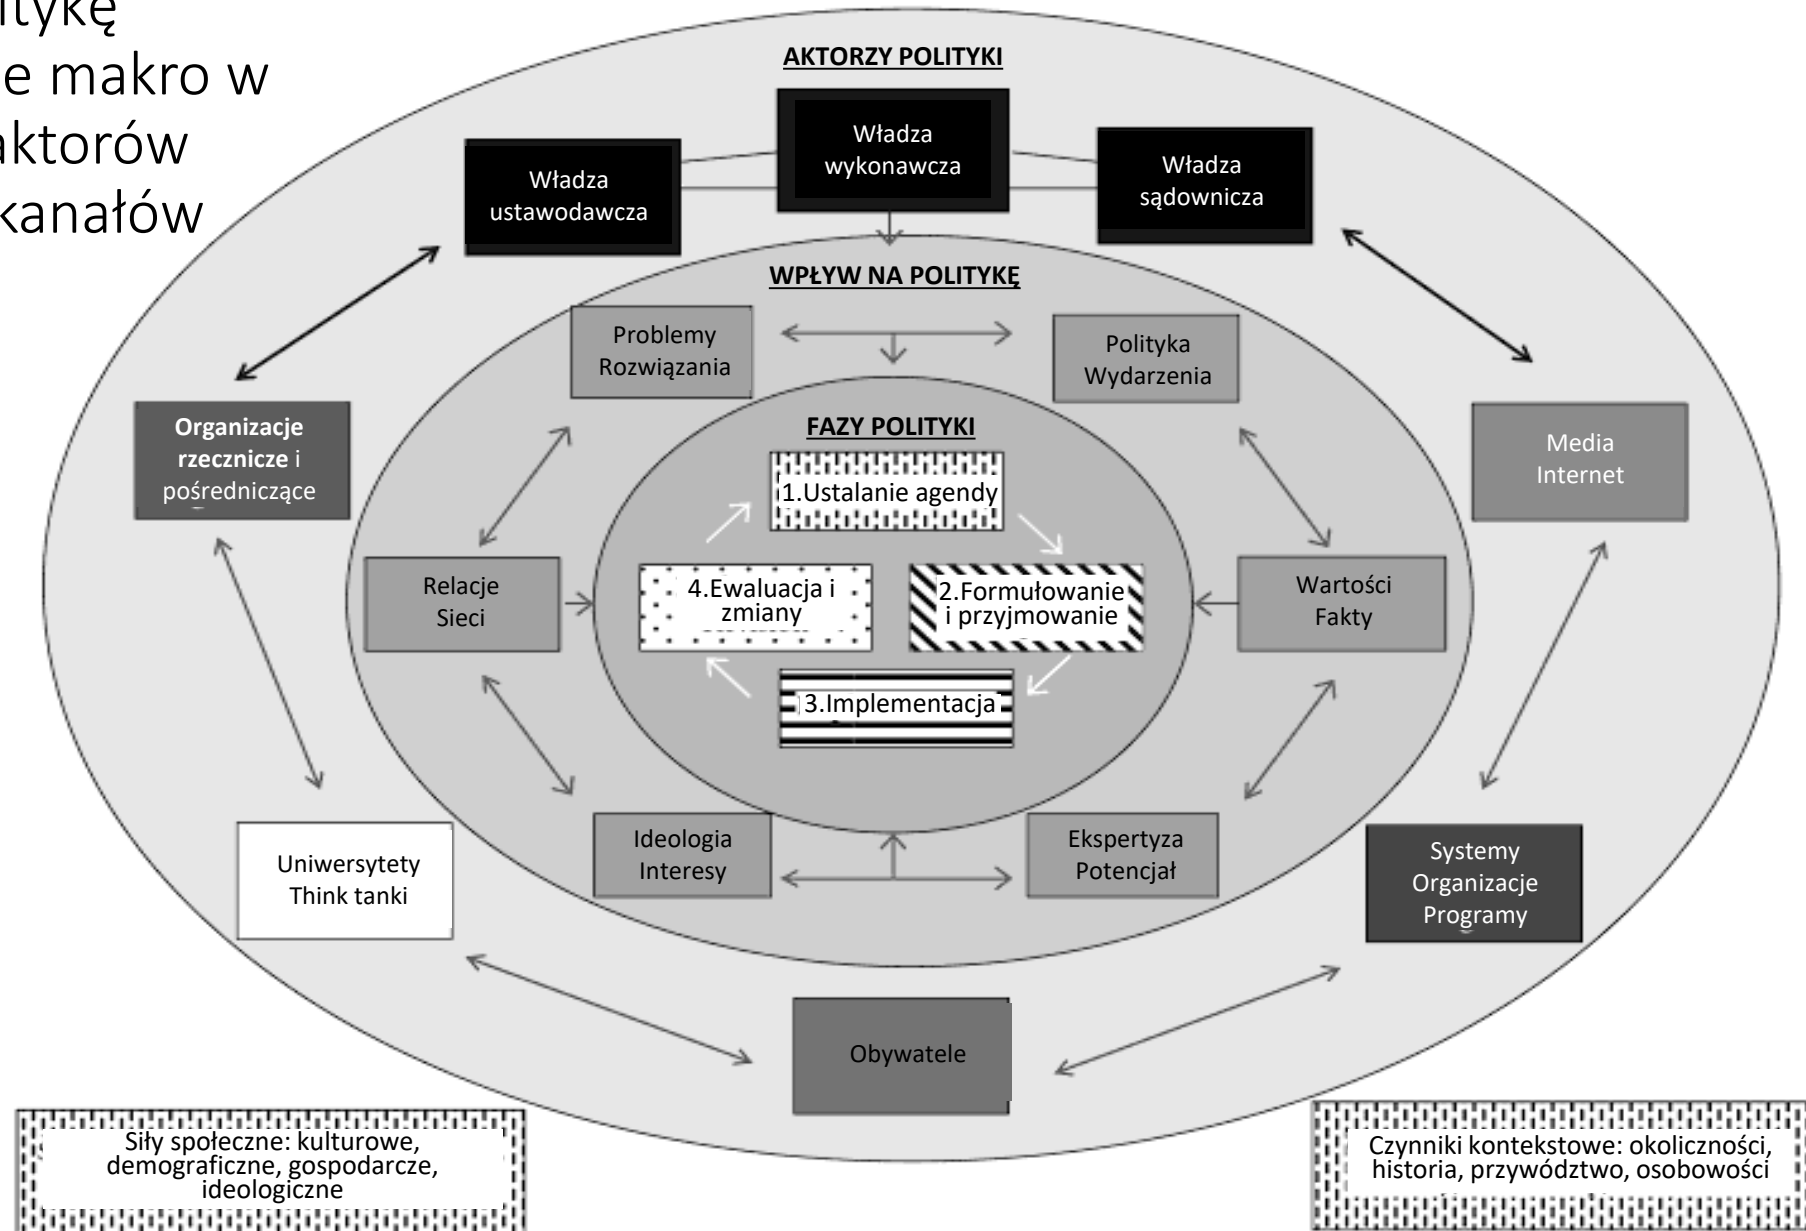 itykę
ie makro w
aktorów
kanałów
AKTORZY POLITYKI
Władza
wykonawcza
Władza
ustawodawcza
Władza
sądownicza
WPŁYW NA POLITYKĘ
Problemy
Rozwiązania
Polityka
Wydarzenia
FAZY POLITYKI
Organizacje
rzecznicze i
pośredniczące
Media
Internet
1.Ustalanie agendy
Relacje
Sieci
4.Ewaluacja i
zmiany
2.Formułowanie
i przyjmowanie
Wartości
Fakty
3.Implementacja
Ideologia
Interesy
Ekspertyza
Potencjał
Uniwersytety
Think tanki
Systemy
Organizacje
Programy
Obywatele
Siły społeczne: kulturowe,
demograficzne, gospodarcze,
ideologiczne
Czynniki kontekstowe: okoliczności,
historia, przywództwo, osobowości